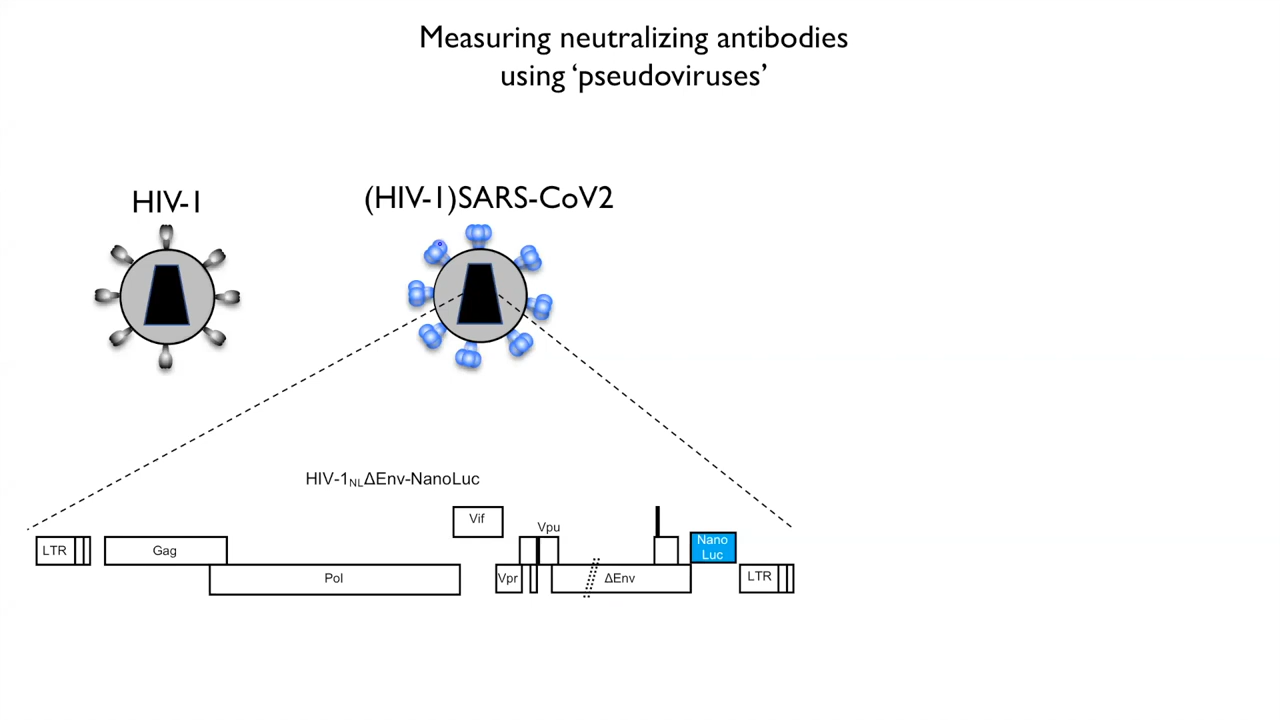 Measuring neutralizing antibodies
using ‘pseudoviruses’
HIV-1
(HIV-1)SARS-CoV2
HIV-1NLΔEnv-NanoLuc
Vif
Vpu
LTR
Gag
Nano
Luc
Pol
Vpr
ΔEnv
LTR